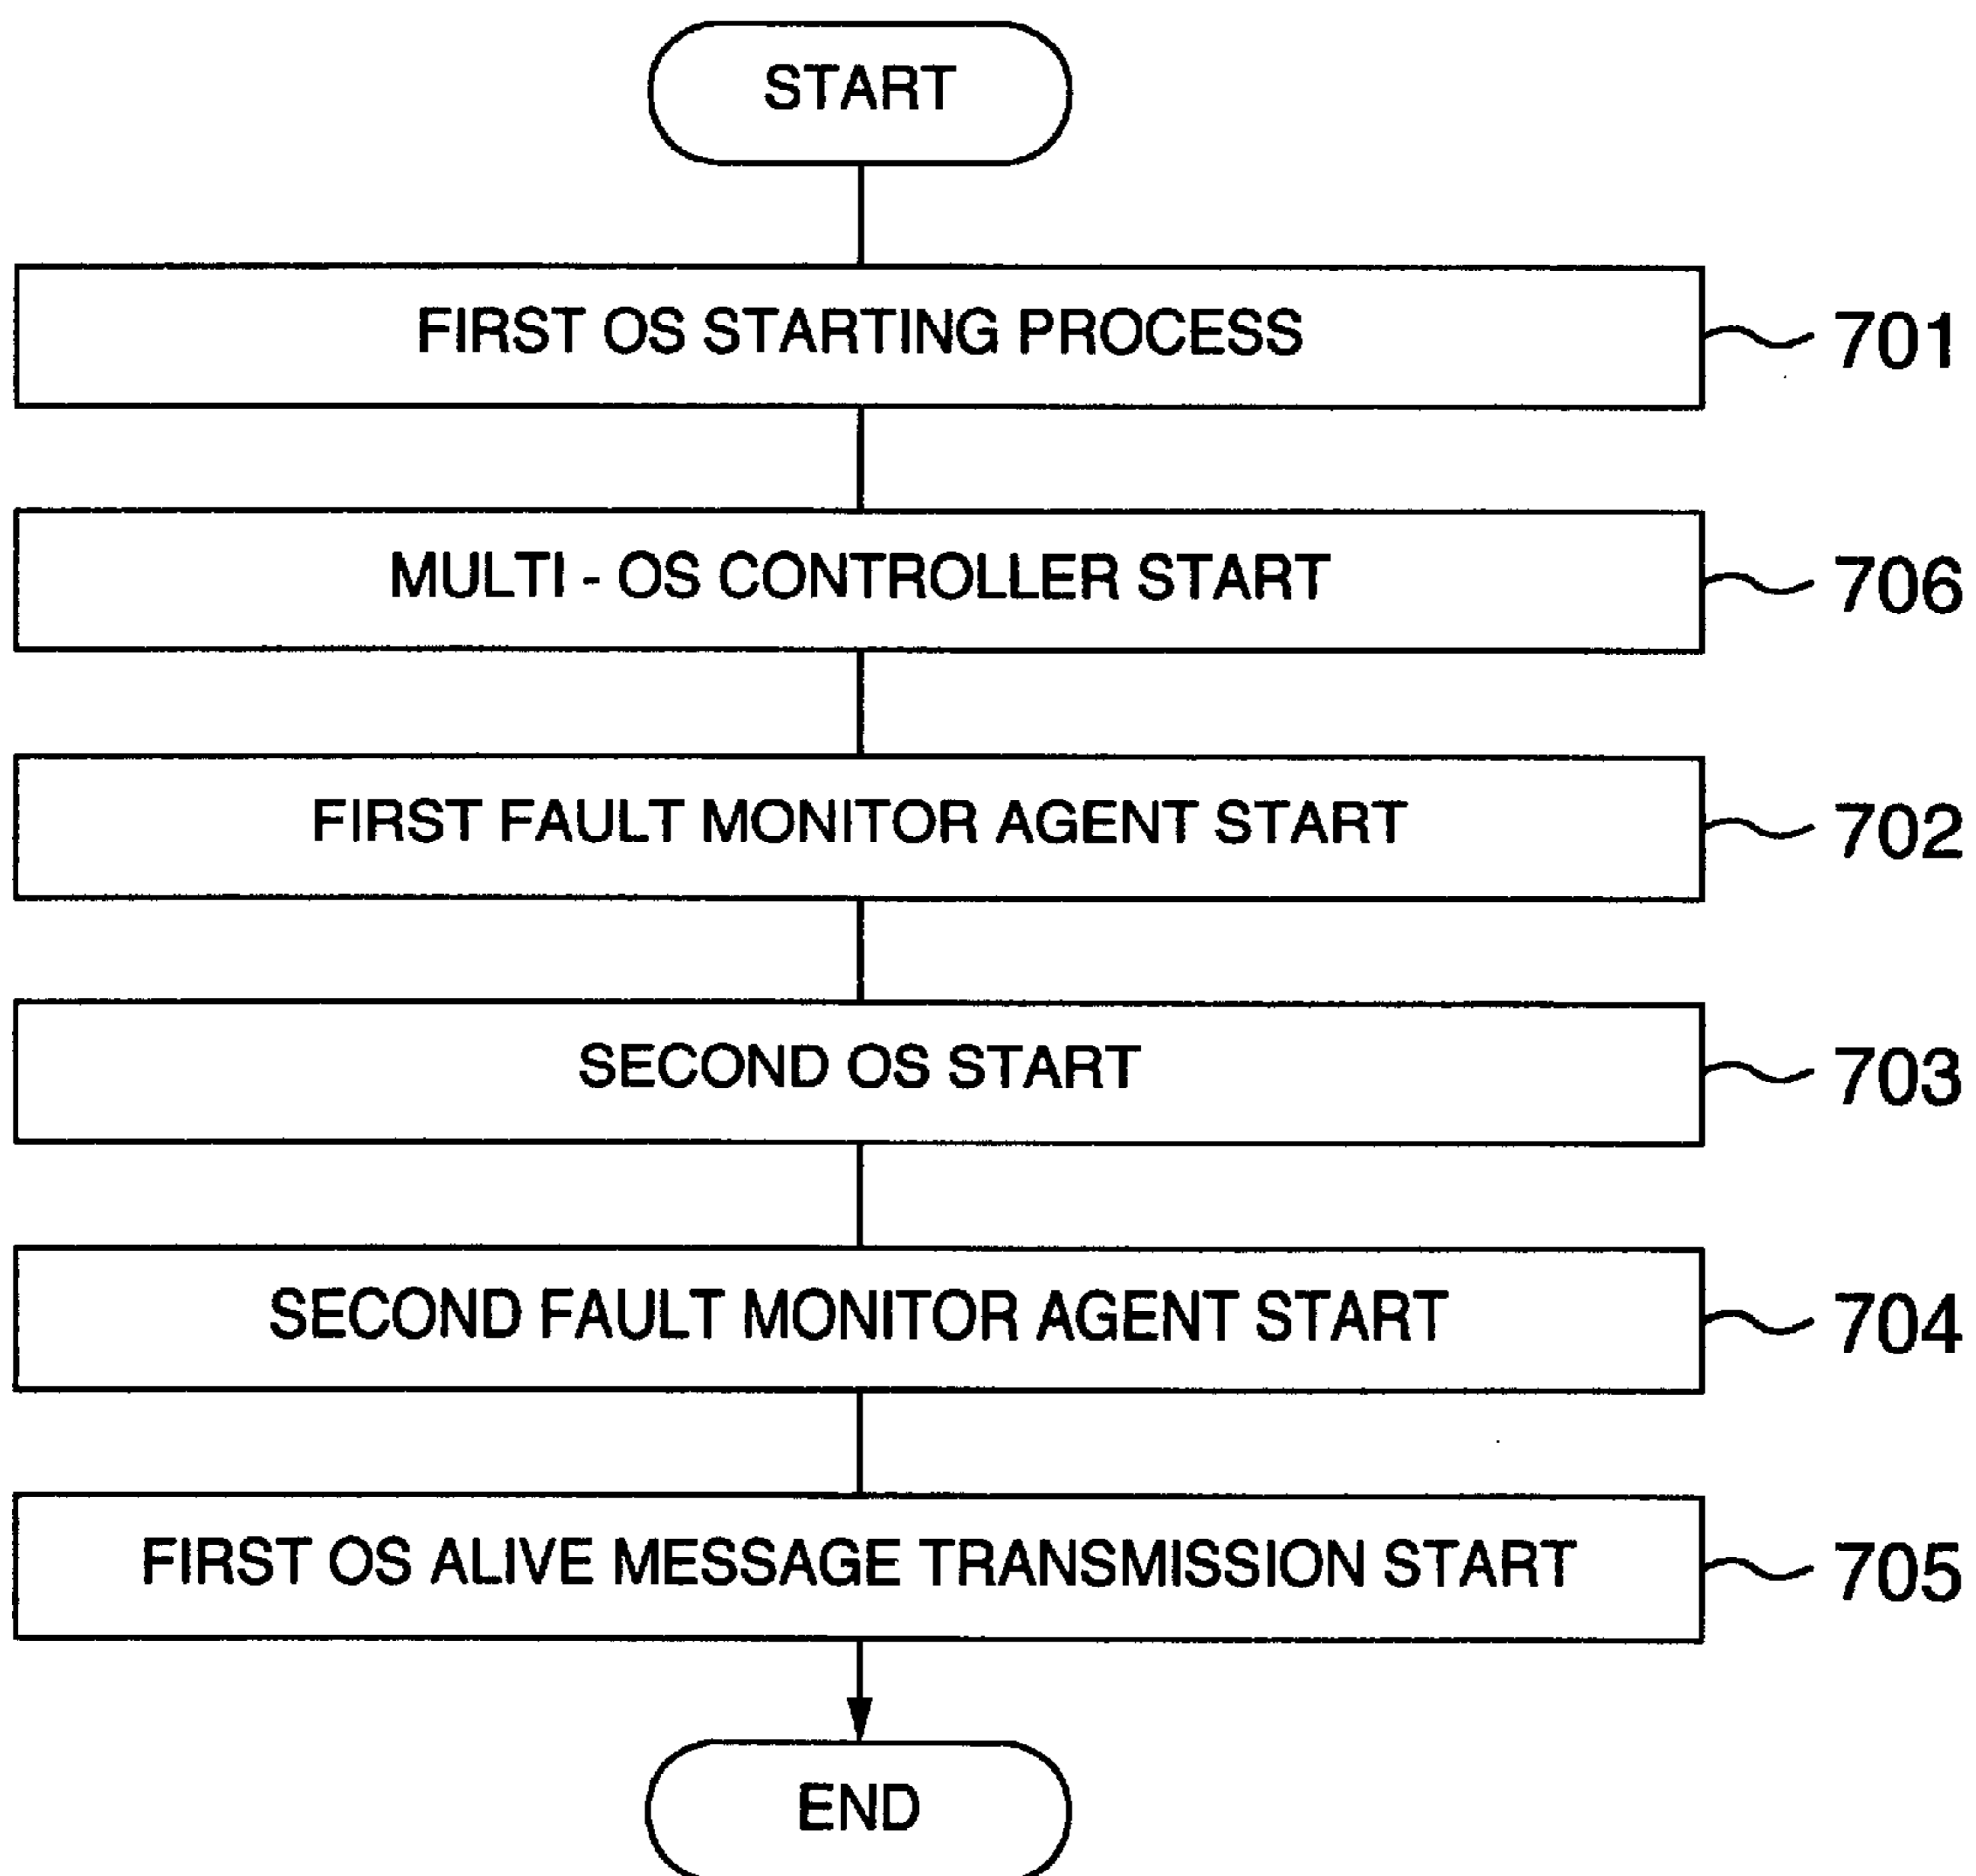 START
FIRST OS STARTING PROCESS
701
MULTI - OS CONTROLLER START
706
FIRST FAULT MONITOR AGENT START
702
SECOND OS START
703
SECOND FAULT MONITOR AGENT START
704
FIRST OS ALIVE MESSAGE TRANSMISSION START
705
END